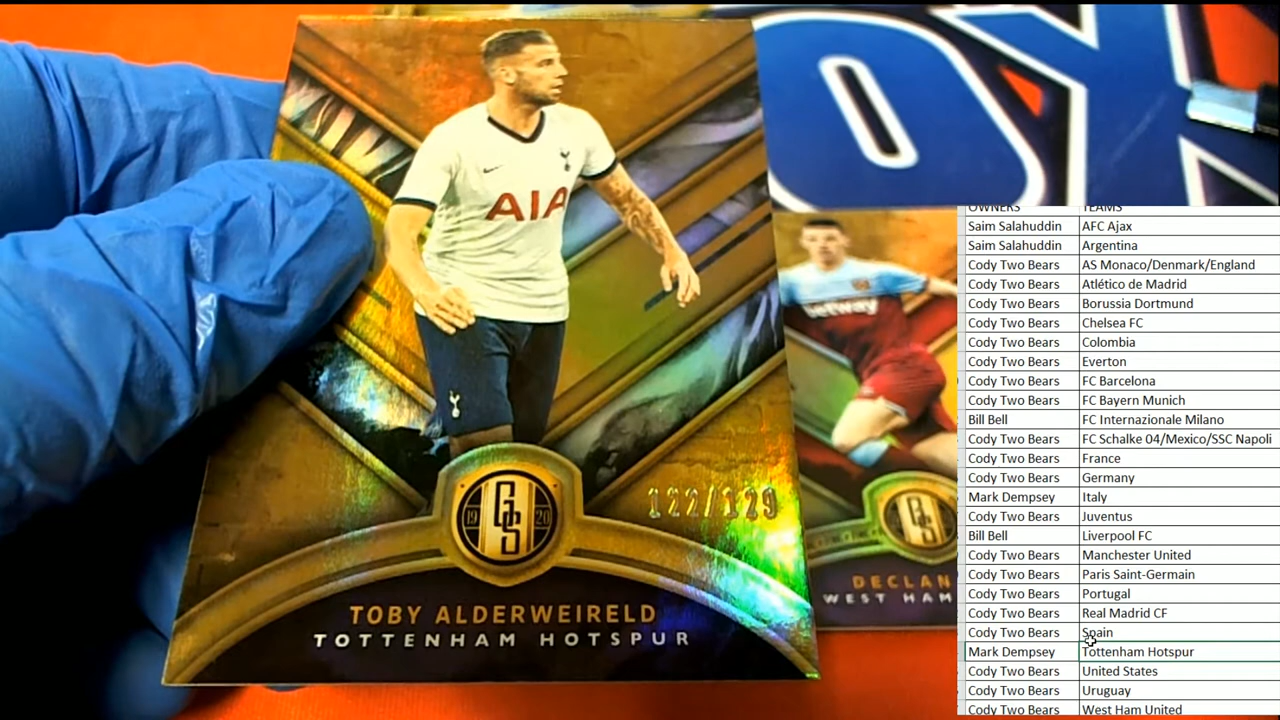 OX
AIA
betway
122/129
GS
19 20
TOBY ALDERWEIRELD
TOTTENHAM HOTSPUR
DECLAN
WEST HAM
OWNERS TEAMS
Saim Salahuddin AFC Ajax
Saim Salahuddin Argentina
Cody Two Bears AS Monaco/Denmark/England
Cody Two Bears Atlético de Madrid
Cody Two Bears Borussia Dortmund
Cody Two Bears Chelsea FC
Cody Two Bears Colombia
Cody Two Bears Everton
Cody Two Bears FC Barcelona
Cody Two Bears FC Bayern Munich
Bill Bell FC Internazionale Milano
Cody Two Bears FC Schalke 04/Mexico/SSC Napoli
Cody Two Bears France
Cody Two Bears Germany
Mark Dempsey Italy
Cody Two Bears Juventus
Bill Bell Liverpool FC
Cody Two Bears Manchester United
Cody Two Bears Paris Saint-Germain
Cody Two Bears Portugal
Cody Two Bears Real Madrid CF
Cody Two Bears Spain
Mark Dempsey Tottenham Hotspur
Cody Two Bears United States
Cody Two Bears Uruguay
Cody Two Bears West Ham United